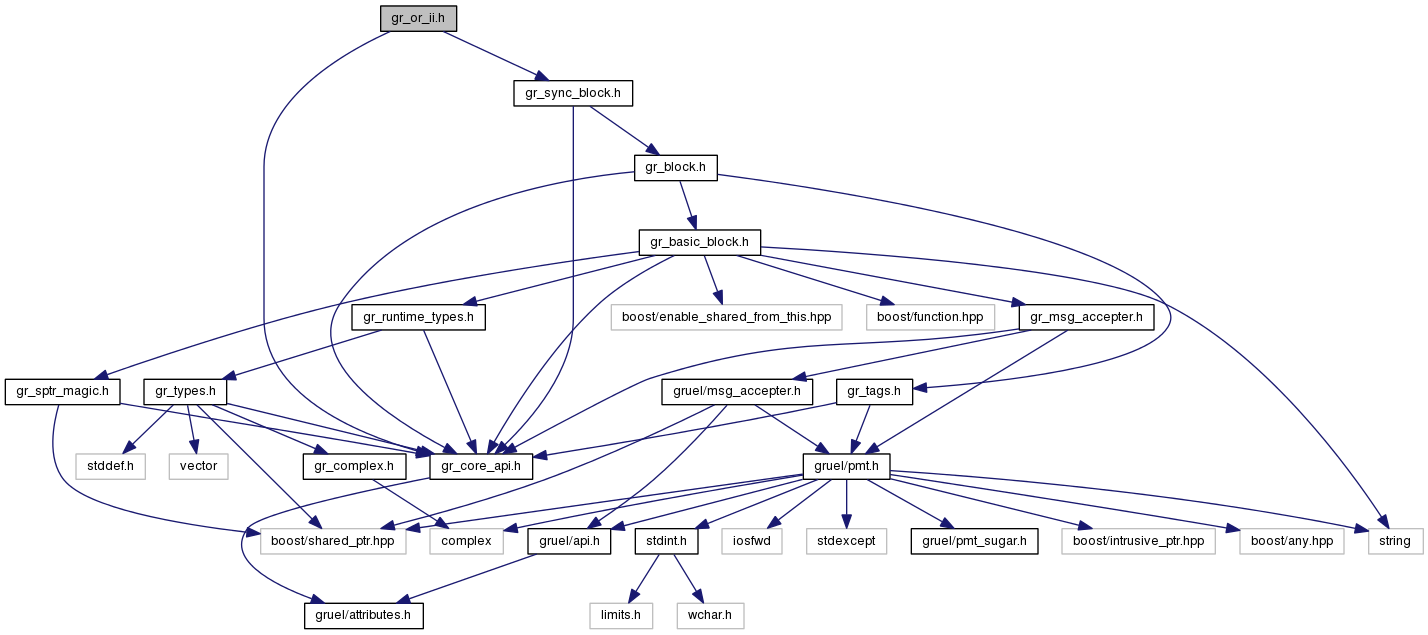 gr_or_ii.h
gr_sync_block.h
gr_block.h
gr_basic_block.h
gr_runtime_types.h
boost/enable_shared_from_this.hpp
boost/function.hpp
gr_msg_accepter.h
gr_sptr_magic.h
gr_types.h
gruel/msg_accepter.h
gr_tags.h
stddef.h
vector
gr_complex.h
gr_core_api.h
gruel/pmt.h
boost/shared_ptr.hpp
complex
gruel/api.h
stdint.h
iosfwd
stdexcept
gruel/pmt_sugar.h
boost/intrusive_ptr.hpp
boost/any.hpp
string
gruel/attributes.h
limits.h
wchar.h